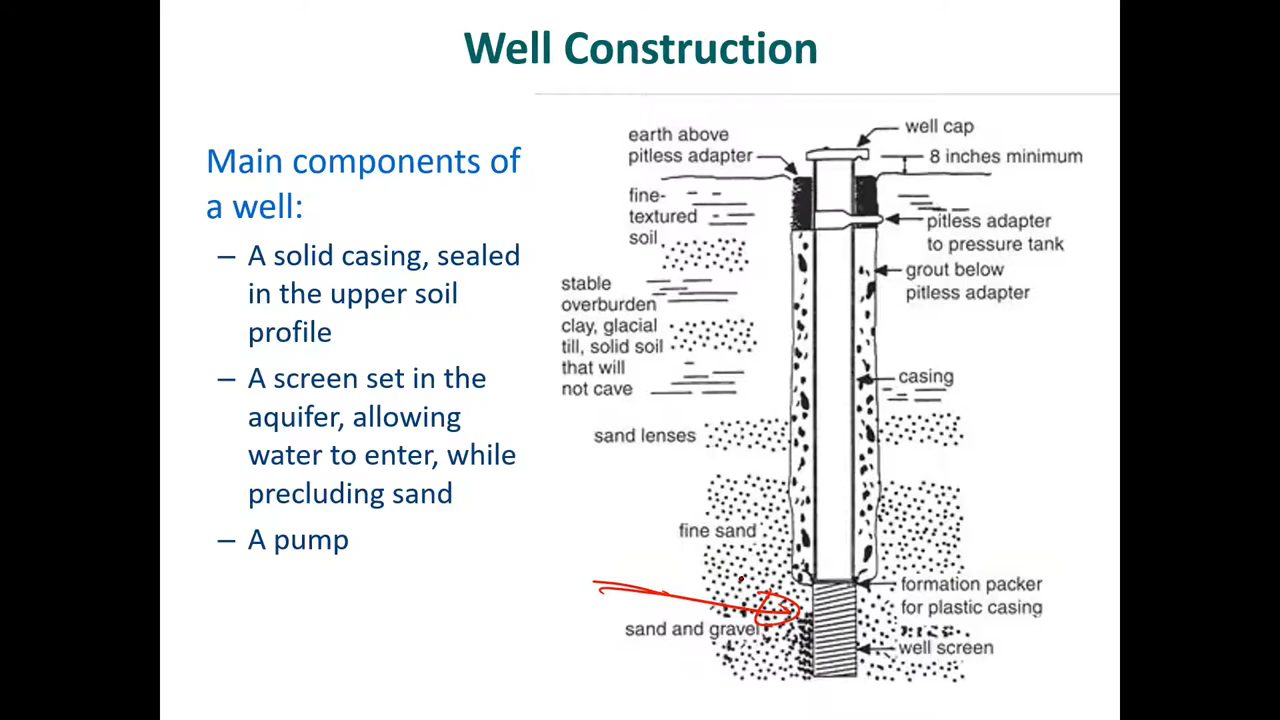 Well Construction
Main components of
a well:
– A solid casing, sealed
in the upper soil
profile
– A screen set in the
aquifer, allowing
water to enter, while
precluding sand
– A pump
earth above
pitless adapter
well cap
8 inches minimum
fine-
textured
soil
pitless adapter
to pressure tank
grout below
pitless adapter
stable
overburden
clay, glacial
till, solid soil
that will
not cave
casing
sand lenses
fine sand
formation packer
for plastic casing
sand and gravel
well screen